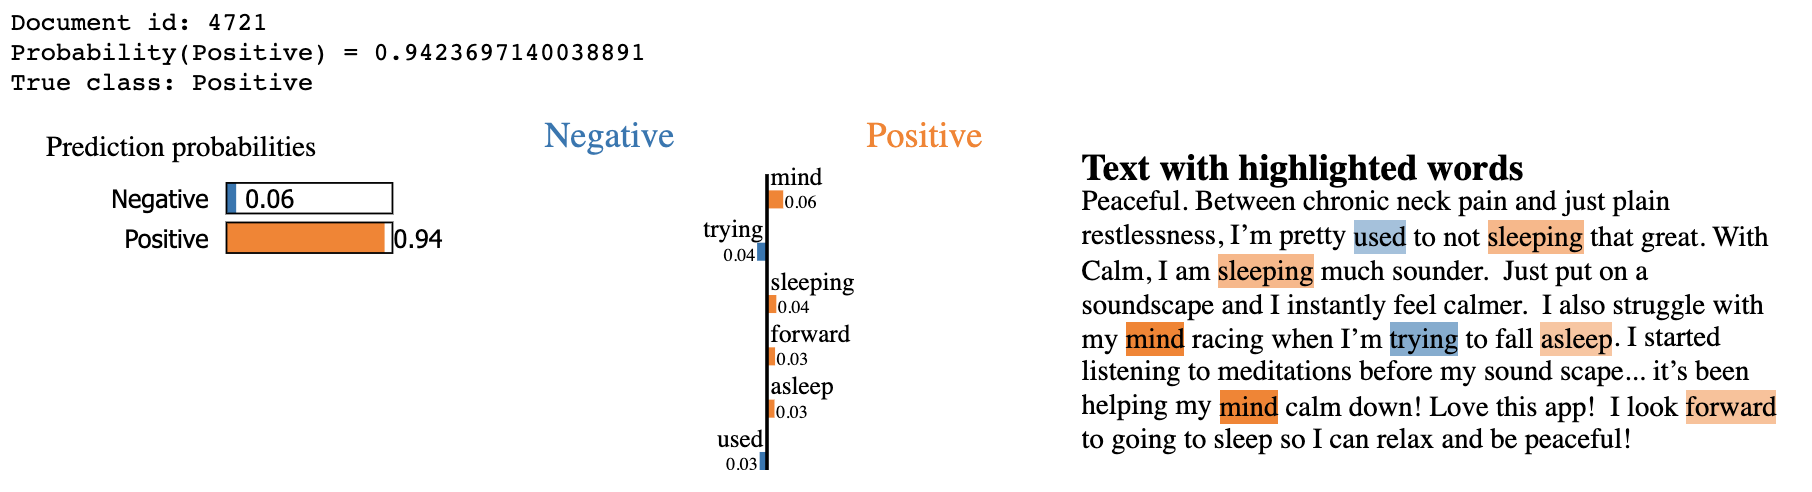 Document id: 4721
Probability(Positive) = 0.9423697140038891
True class: Positive
Prediction probabilities
Negative 0.06
Positive 0.94
Negative Positive
mind
0.06
trying
0.04
sleeping
0.04
forward
0.03
asleep
0.03
used
0.03
Text with highlighted words
Peaceful. Between chronic neck pain and just plain
restlessness, I’m pretty used to not sleeping that great. With
Calm, I am sleeping much sounder.  Just put on a
soundscape and I instantly feel calmer.  I also struggle with
my mind racing when I’m trying to fall asleep. I started
listening to meditations before my sound scape... it’s been
helping my mind calm down! Love this app!  I look forward
to going to sleep so I can relax and be peaceful!